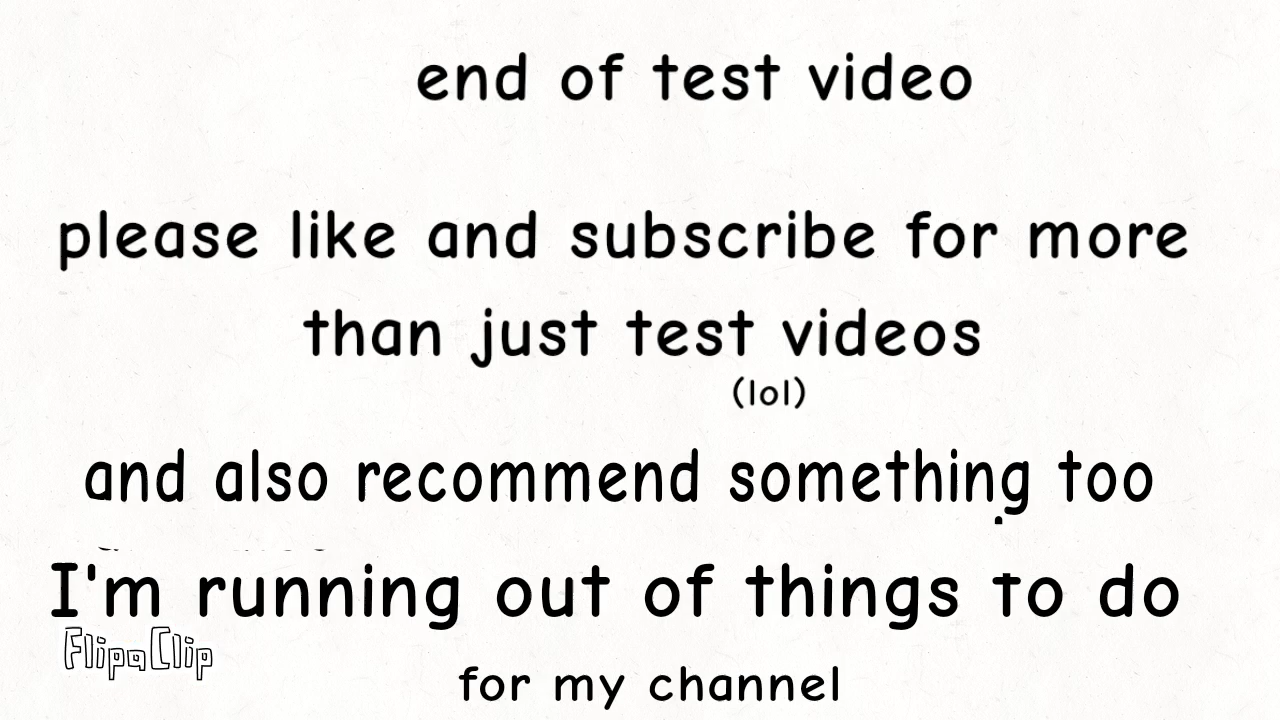 end of test video
please like and subscribe for more
than just test videos
(lol)
and also recommend something too
I'm running out of things to do
FlipaClip
for my channel